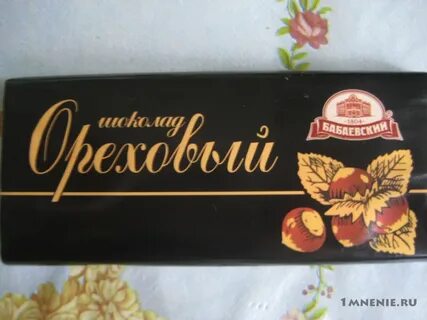 шоколад
Ореховый
1804
БАБАЕВСКИЙ
1MNENIE.RU